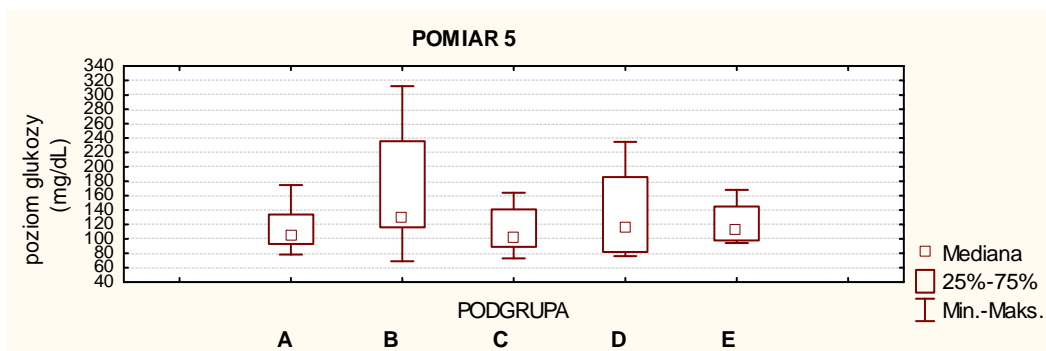 POMIAR 5
poziom glukozy
(mg/dL)
340
320
300
280
260
240
220
200
180
160
140
120
100
80
60
40
PODGRUPA
A B C D E
Mediana
25%-75%
Min.-Maks.